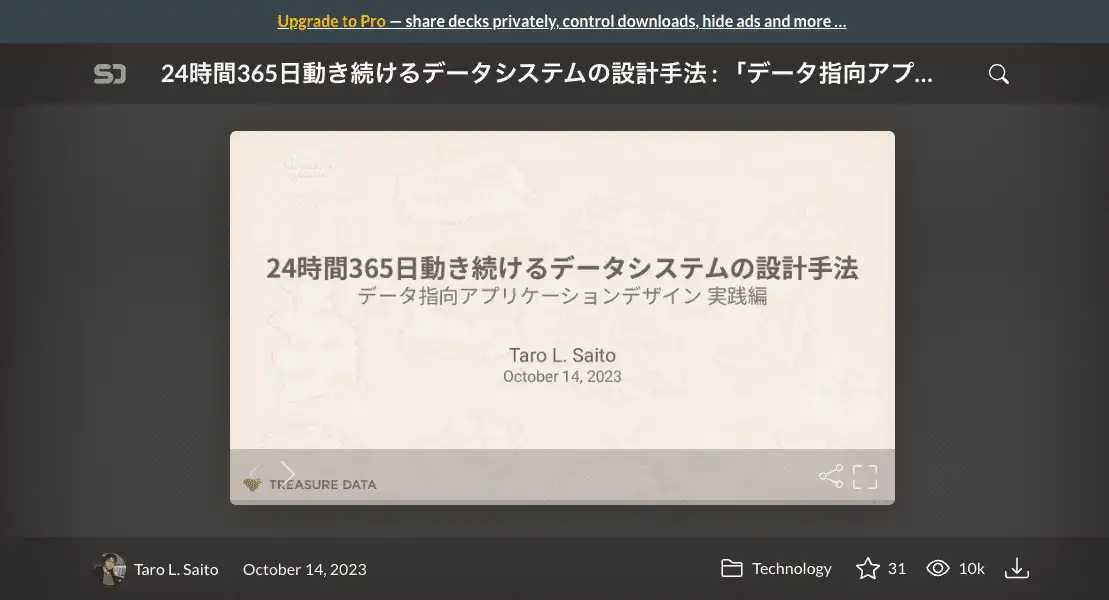 Upgrade to Pro — share decks privately, control downloads, hide ads and more …
24時間365日動き続けるデータシステムの設計手法 : 「データ指向アプ…
24時間365日動き続けるデータシステムの設計手法
データ指向アプリケーションデザイン 実践編
Taro L. Saito
October 14, 2023
TREASURE DATA
Taro L. Saito
October 14, 2023
Technology
31
10k